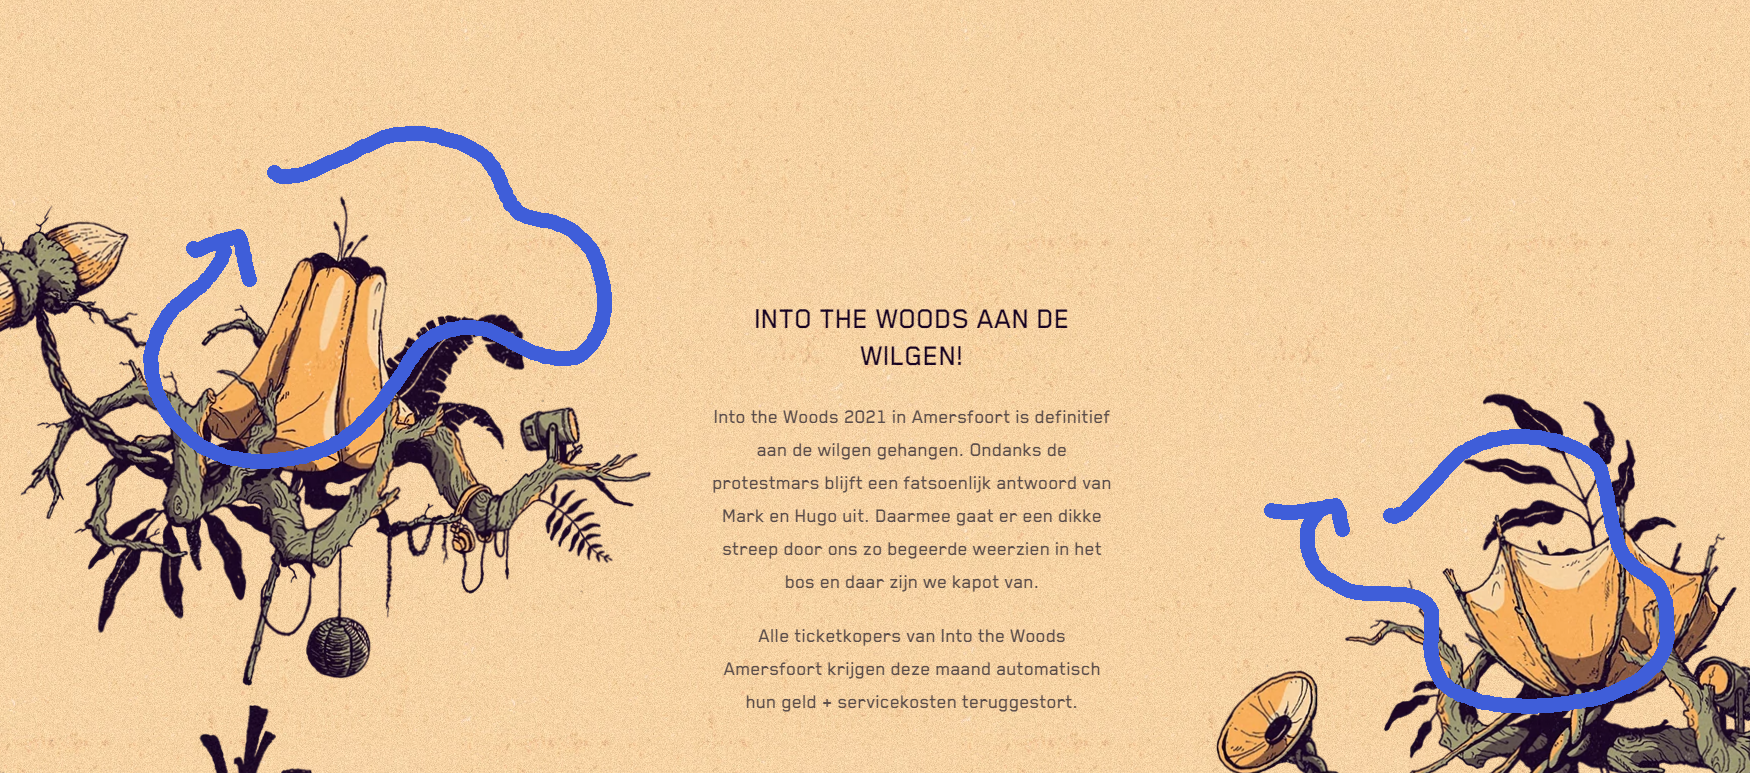 INTO THE WOODS AAN DE
WILGEN!
Into the Woods 2021 in Amersfoort is definitief
aan de wilgen gehangen. Ondanks de
protestmars blijft een fatsoenlijk antwoord van
Mark en Hugo uit. Daarmee gaat er een dikke
streep door ons zo begeerde weerzien in het
bos en daar zijn we kapot van.
Alle ticketkopers van Into the Woods
Amersfoort krijgen deze maand automatisch
hun geld + servicekosten teruggestort.